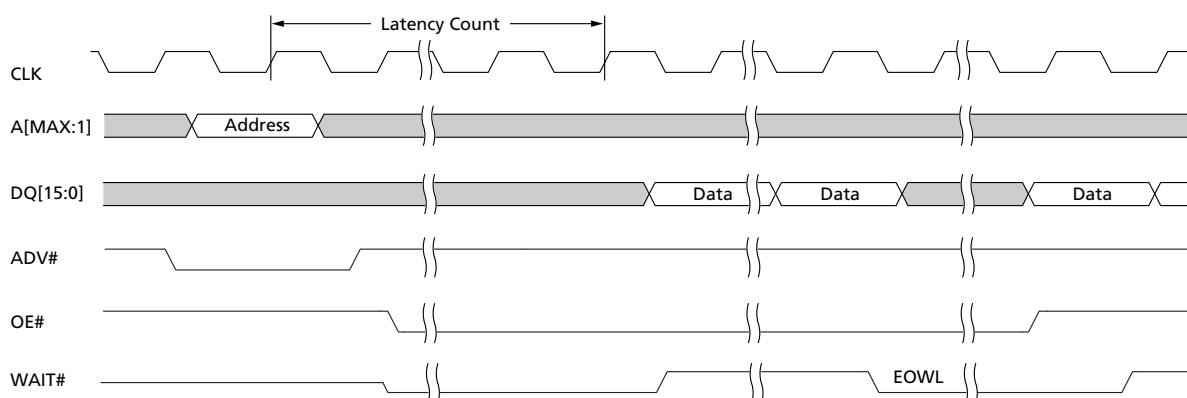 Latency Count
CLK
A[MAX:1] Address
DQ[15:0] Data Data Data
ADV#
OE#
WAIT# EOWL